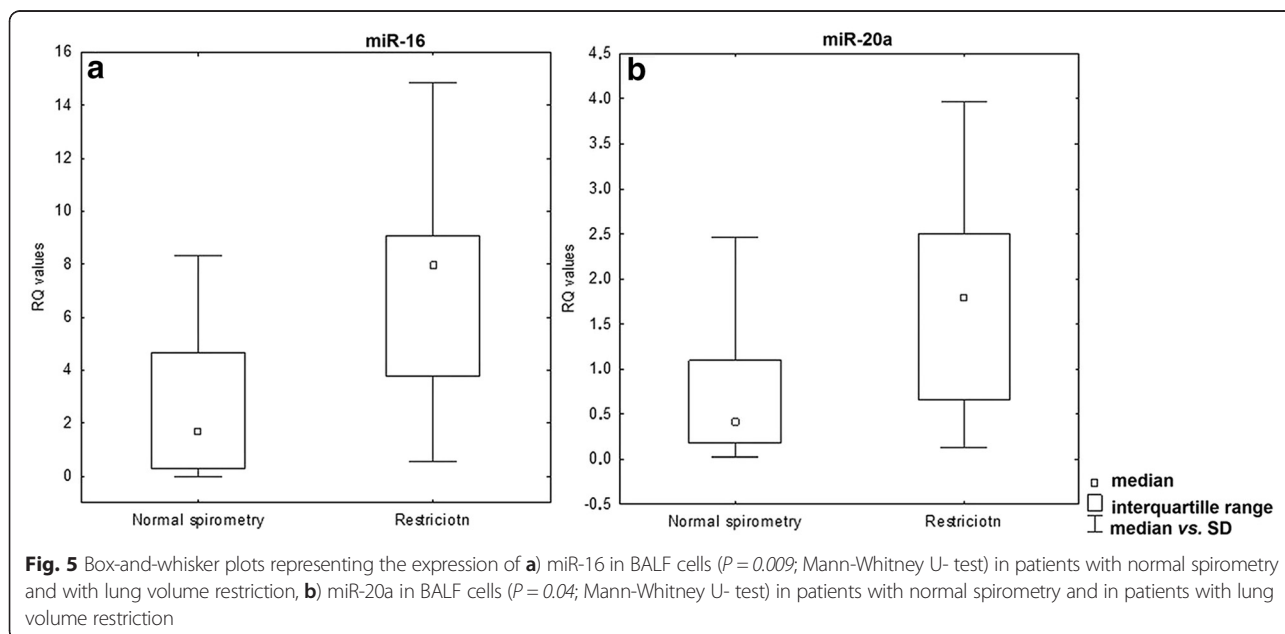 miR-16
a
16
14
12
10
8
6
4
2
0
RQ values
Normal spirometry
Restriciotn
miR-20a
b
4.5
4.0
3.5
3.0
2.5
2.0
1.5
1.0
0.5
0.0
-0.5
RQ values
Normal spirometry
Restriciotn
median
interquartille range
median vs. SD
Fig. 5 Box-and-whisker plots representing the expression of a) miR-16 in BALF cells (P = 0.009; Mann-Whitney U- test) in patients with normal spirometry
and with lung volume restriction, b) miR-20a in BALF cells (P = 0.04; Mann-Whitney U- test) in patients with normal spirometry and in patients with lung
volume restriction